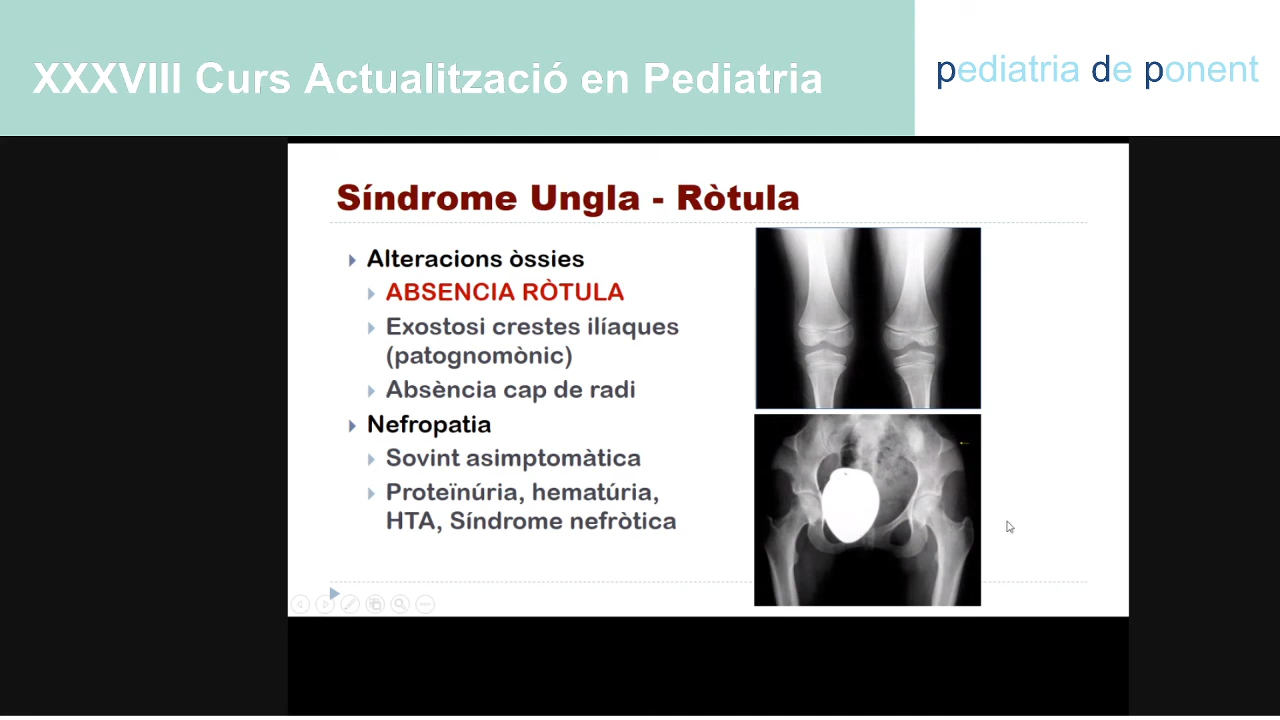 XXXVIII Curs Actualització en Pediatria
pediatria de ponent
Síndrome Ungla - Ròtula
Alteracions òssies
ABSENCIA RÒTULA
Exostosi crestes ilíaques
(patognomònic)
Absència cap de radi
Nefropatia
Sovint asimptomàtica
Proteïnúria, hematúria,
HTA, Síndrome nefròtica